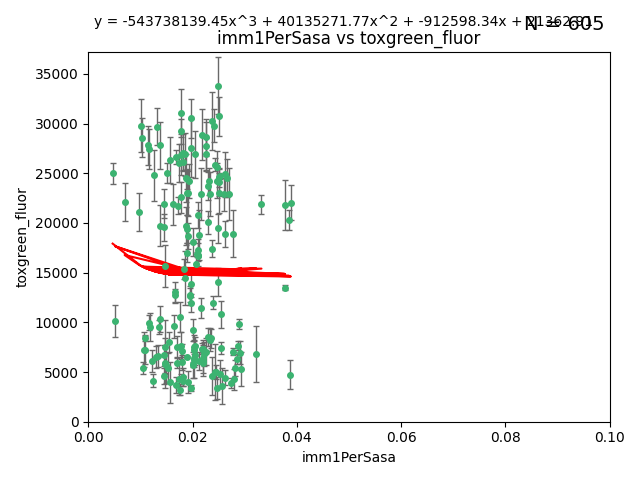 y = -543738139.45x^3 + 40135271.77x^2 + -912598.34x +
N = 605
imm1PerSasa vs toxgreen_fluor
35000
30000
25000
20000
15000
10000
5000
0
toxgreen_fluor
0.00 0.02 0.04 0.06 0.08 0.10
imm1PerSasa